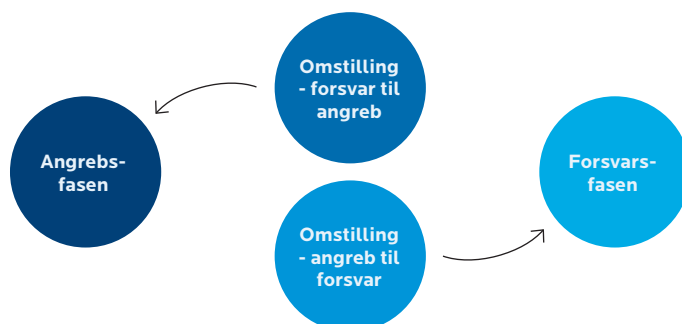 Omstilling
- forsvar til
angreb
Angrebs-
fasen
Forsvars-
fasen
Omstilling
- angreb til
forsvar